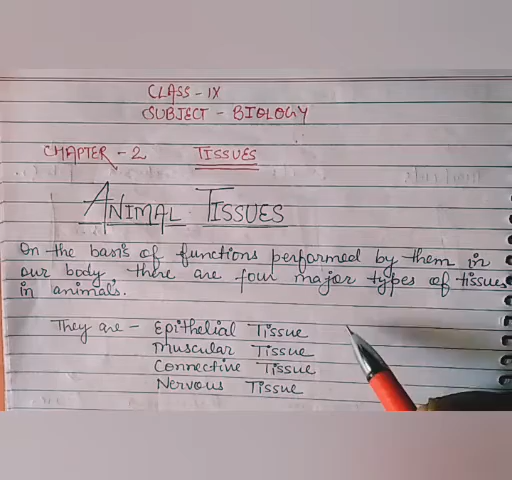 CLASS - IX
SUBJECT - BIOLOGY
CHAPTER - 2 TISSUES
ANIMAL TISSUES
On the basis of functions performed by them in
our body, there are four major types of tissues
in animals.
They are - Epithelial Tissue
Muscular Tissue
Connective Tissue
Nervous Tissue